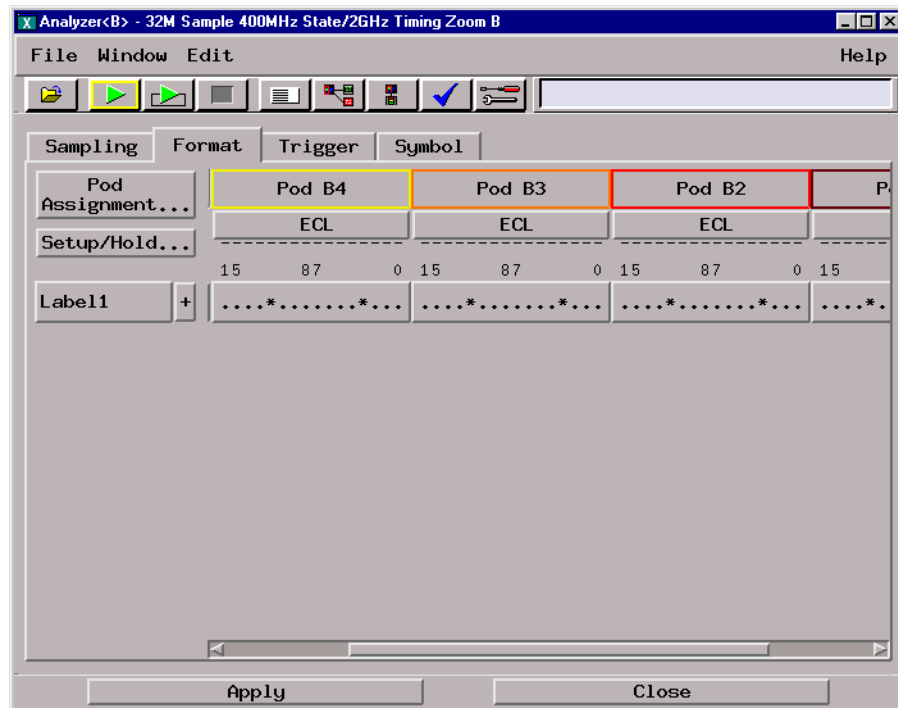 Analyzer<B> - 32M Sample 400MHz State/2GHz Timing Zoom B
File Window Edit Help
Sampling Format Trigger Symbol
Pod Assignment...
Pod B4 Pod B3 Pod B2 P
ECL ECL ECL
Setup/Hold...
-------------- -------------- -------------- ------
15 87 0 15 87 0 15 87 0 15
Label1 + ....*.......*... ....*.......*... ....*.......*... ....*.
Apply Close